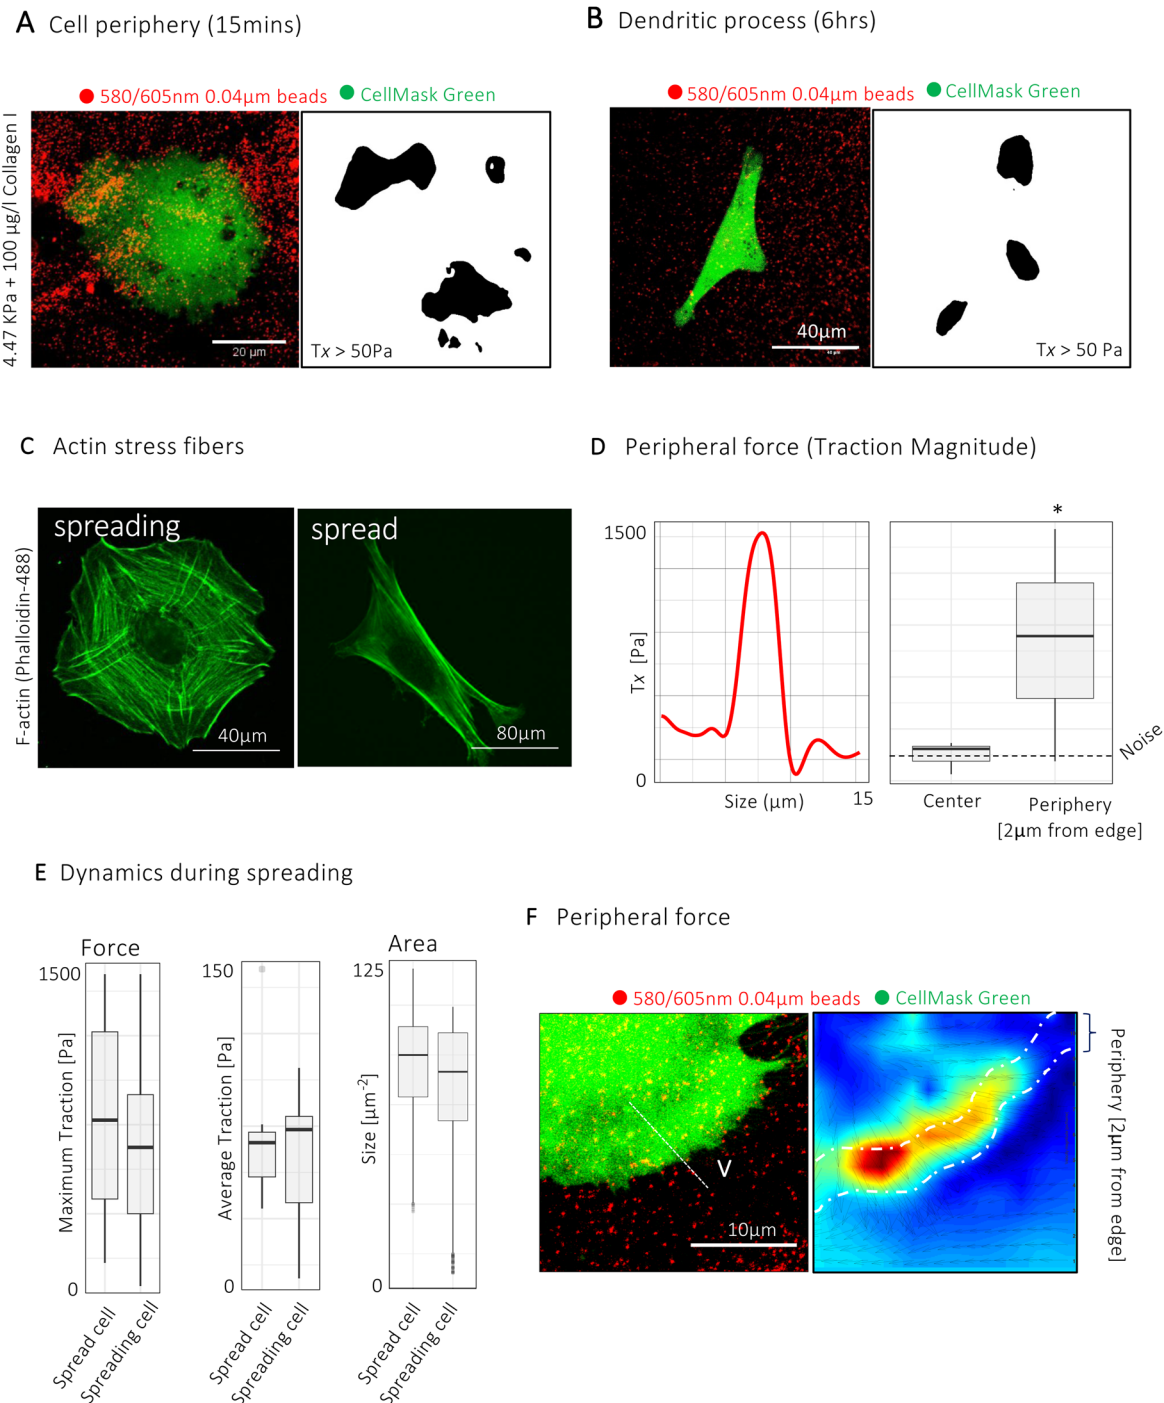 A Cell periphery (15mins)
B Dendritic process (6hrs)
580/605nm 0.04µm beads CellMask Green
580/605nm 0.04µm beads CellMask Green
4.47 KPa + 100 µg/l Collagen I
20 µm
Tx > 50Pa
40µm
40 µm
Tx > 50 Pa
C Actin stress fibers
D Peripheral force (Traction Magnitude)
F-actin (Phalloidin-488)
spreading
40µm
spread
80µm
1500
Tx [Pa]
0
Size (µm)
15
*
Noise
Center
Periphery
[2µm from edge]
E Dynamics during spreading
F Peripheral force
Force
1500
Maximum Traction [Pa]
0
Spread cell
Spreading cell
150
Average Traction [Pa]
0
Spread cell
Spreading cell
Area
125
Size [µm-2]
0
Spread cell
Spreading cell
580/605nm 0.04µm beads CellMask Green
V
10µm
Periphery [2µm from edge]